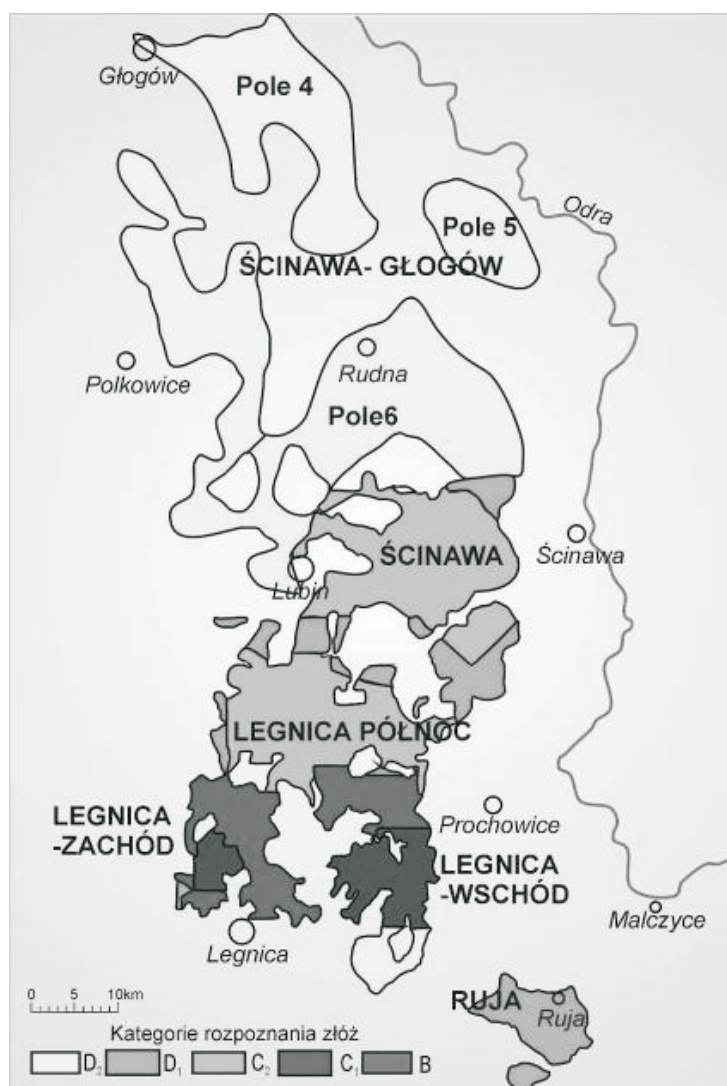 Głogów
Pole 4
Odra
Pole 5
ŚCINAWA- GŁOGÓW
Polkowice
Rudna
Pole6
ŚCINAWA
Ścinawa
Lubin
LEGNICA PÓŁNOC
LEGNICA
-ZACHÓD
Prochowice
LEGNICA
-WSCHÓD
Legnica
Malczyce
RUJA
Ruja
0 5 10km
Kategorie rozpoznania złóż
D₂ D₁ C₂ C₁ B